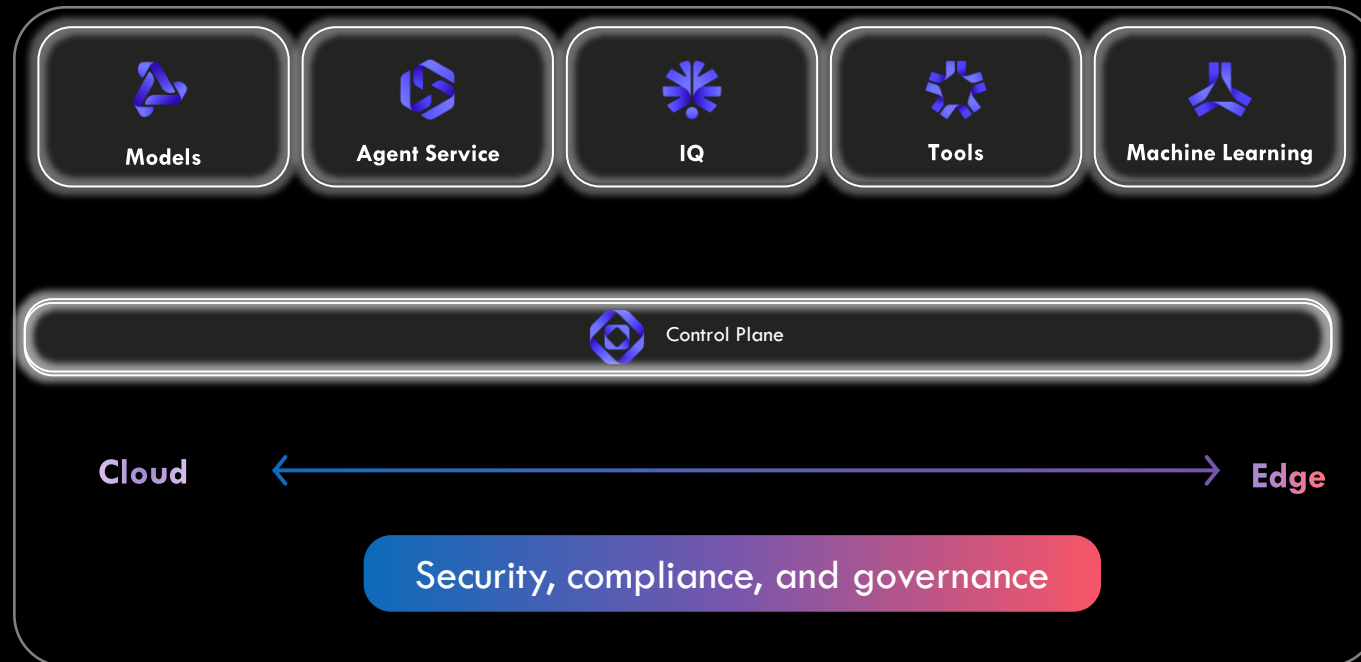 Models
Agent Service
IQ
Tools
Machine Learning
Control Plane
Cloud
Edge
Security, compliance, and governance